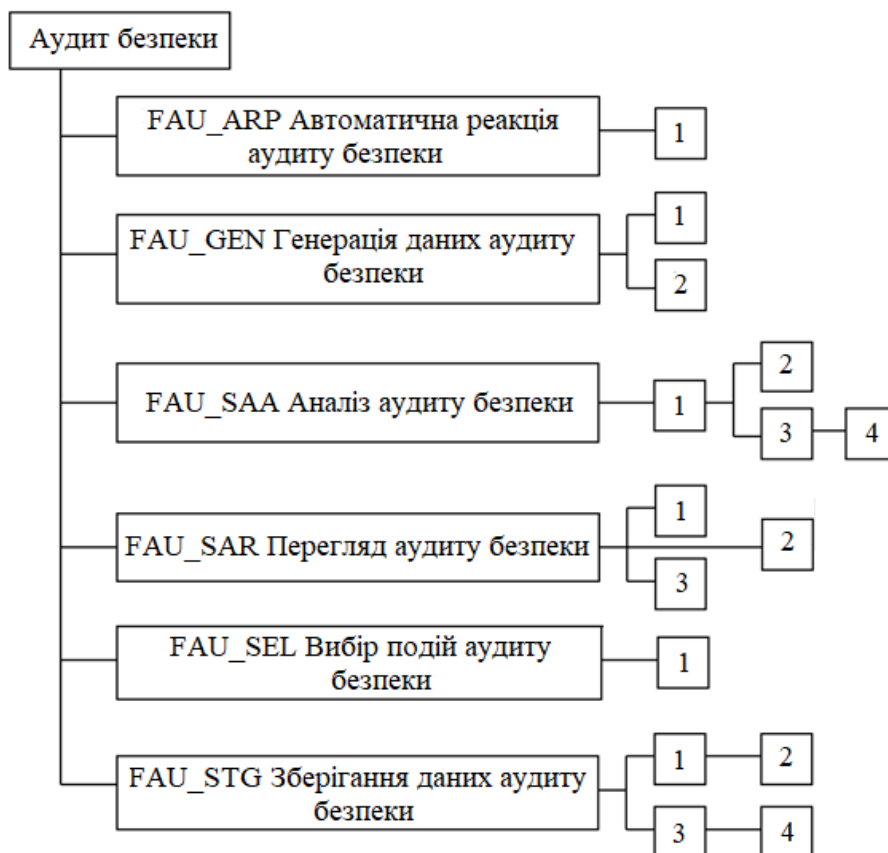 Аудит безпеки
FAU_ARP Автоматична реакція
аудиту безпеки
1
FAU_GEN Генерація даних аудиту
безпеки
1
2
FAU_SAA Аналіз аудиту безпеки
1
2
3
4
FAU_SAR Перегляд аудиту безпеки
1
2
3
FAU_SEL Вибір подій аудиту
безпеки
1
FAU_STG Зберігання даних аудиту
безпеки
1
2
3
4